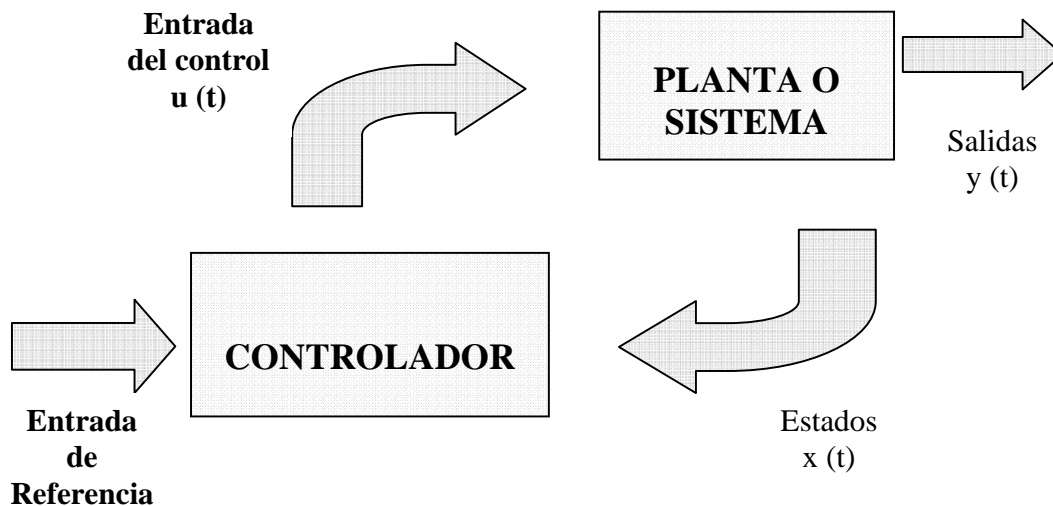 Entrada
del control
u (t)
PLANTA O
SISTEMA
Salidas
y (t)
CONTROLADOR
Entrada
de
Referencia
Estados
x (t)